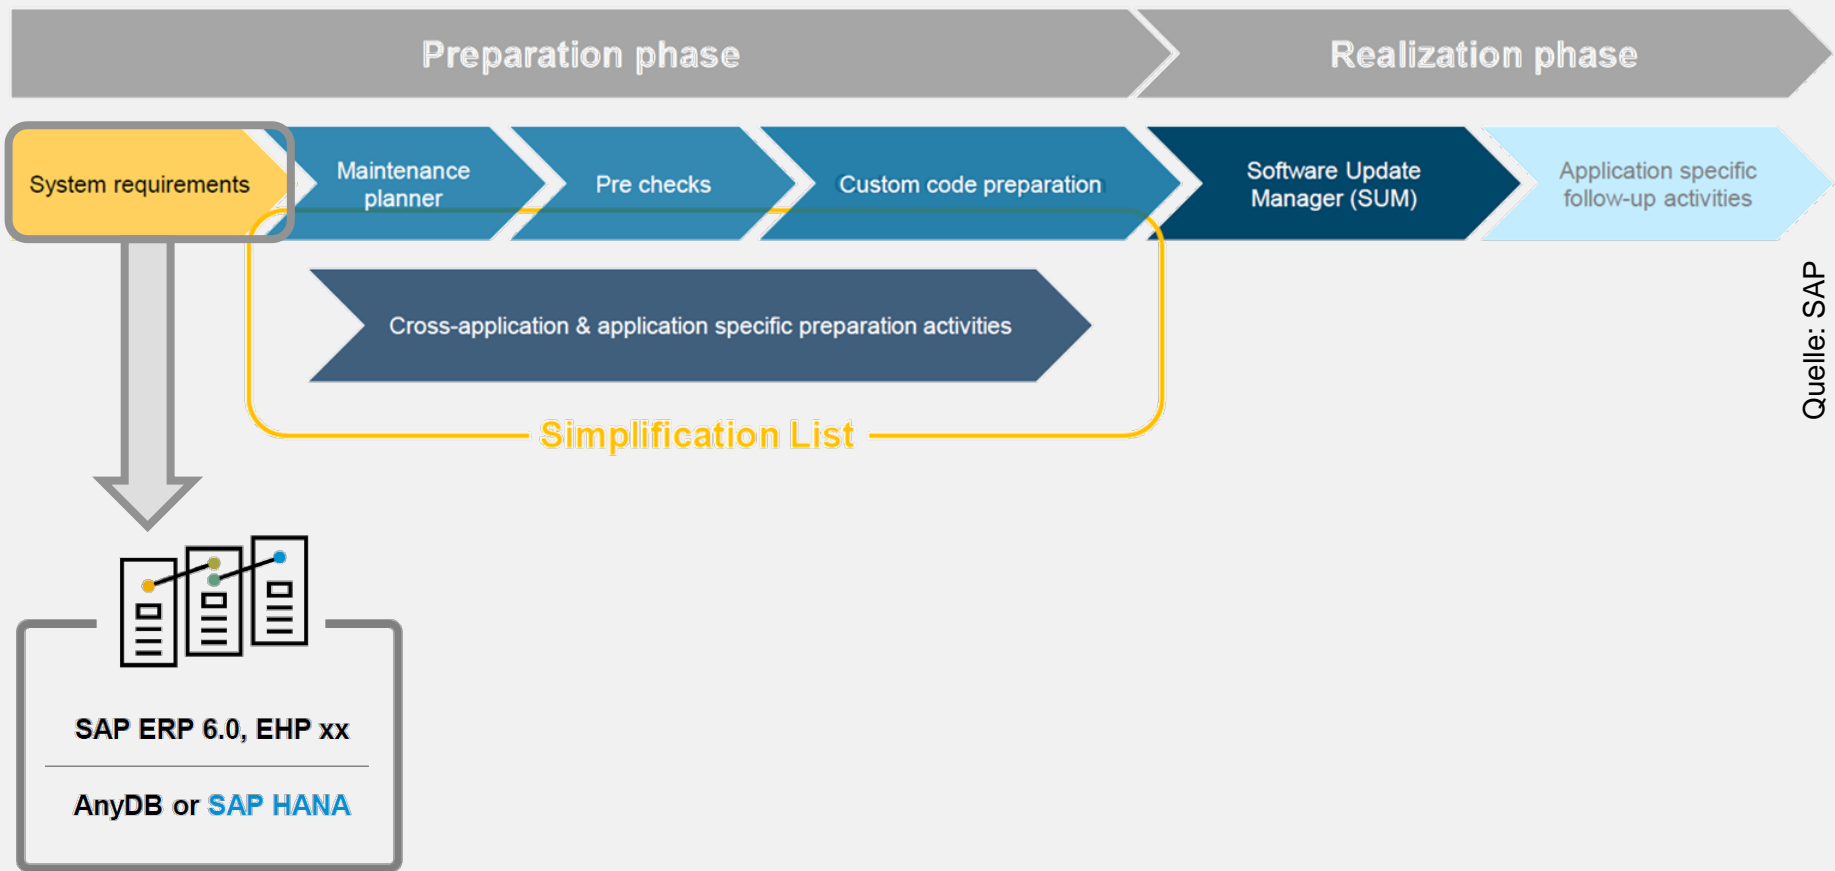 Preparation phase
Realization phase
System requirements
Maintenance
planner
Pre checks
Custom code preparation
Software Update
Manager (SUM)
Application specific
follow-up activities
Cross-application & application specific preparation activities
Simplification List
Quelle: SAP
SAP ERP 6.0, EHP xx
AnyDB or SAP HANA